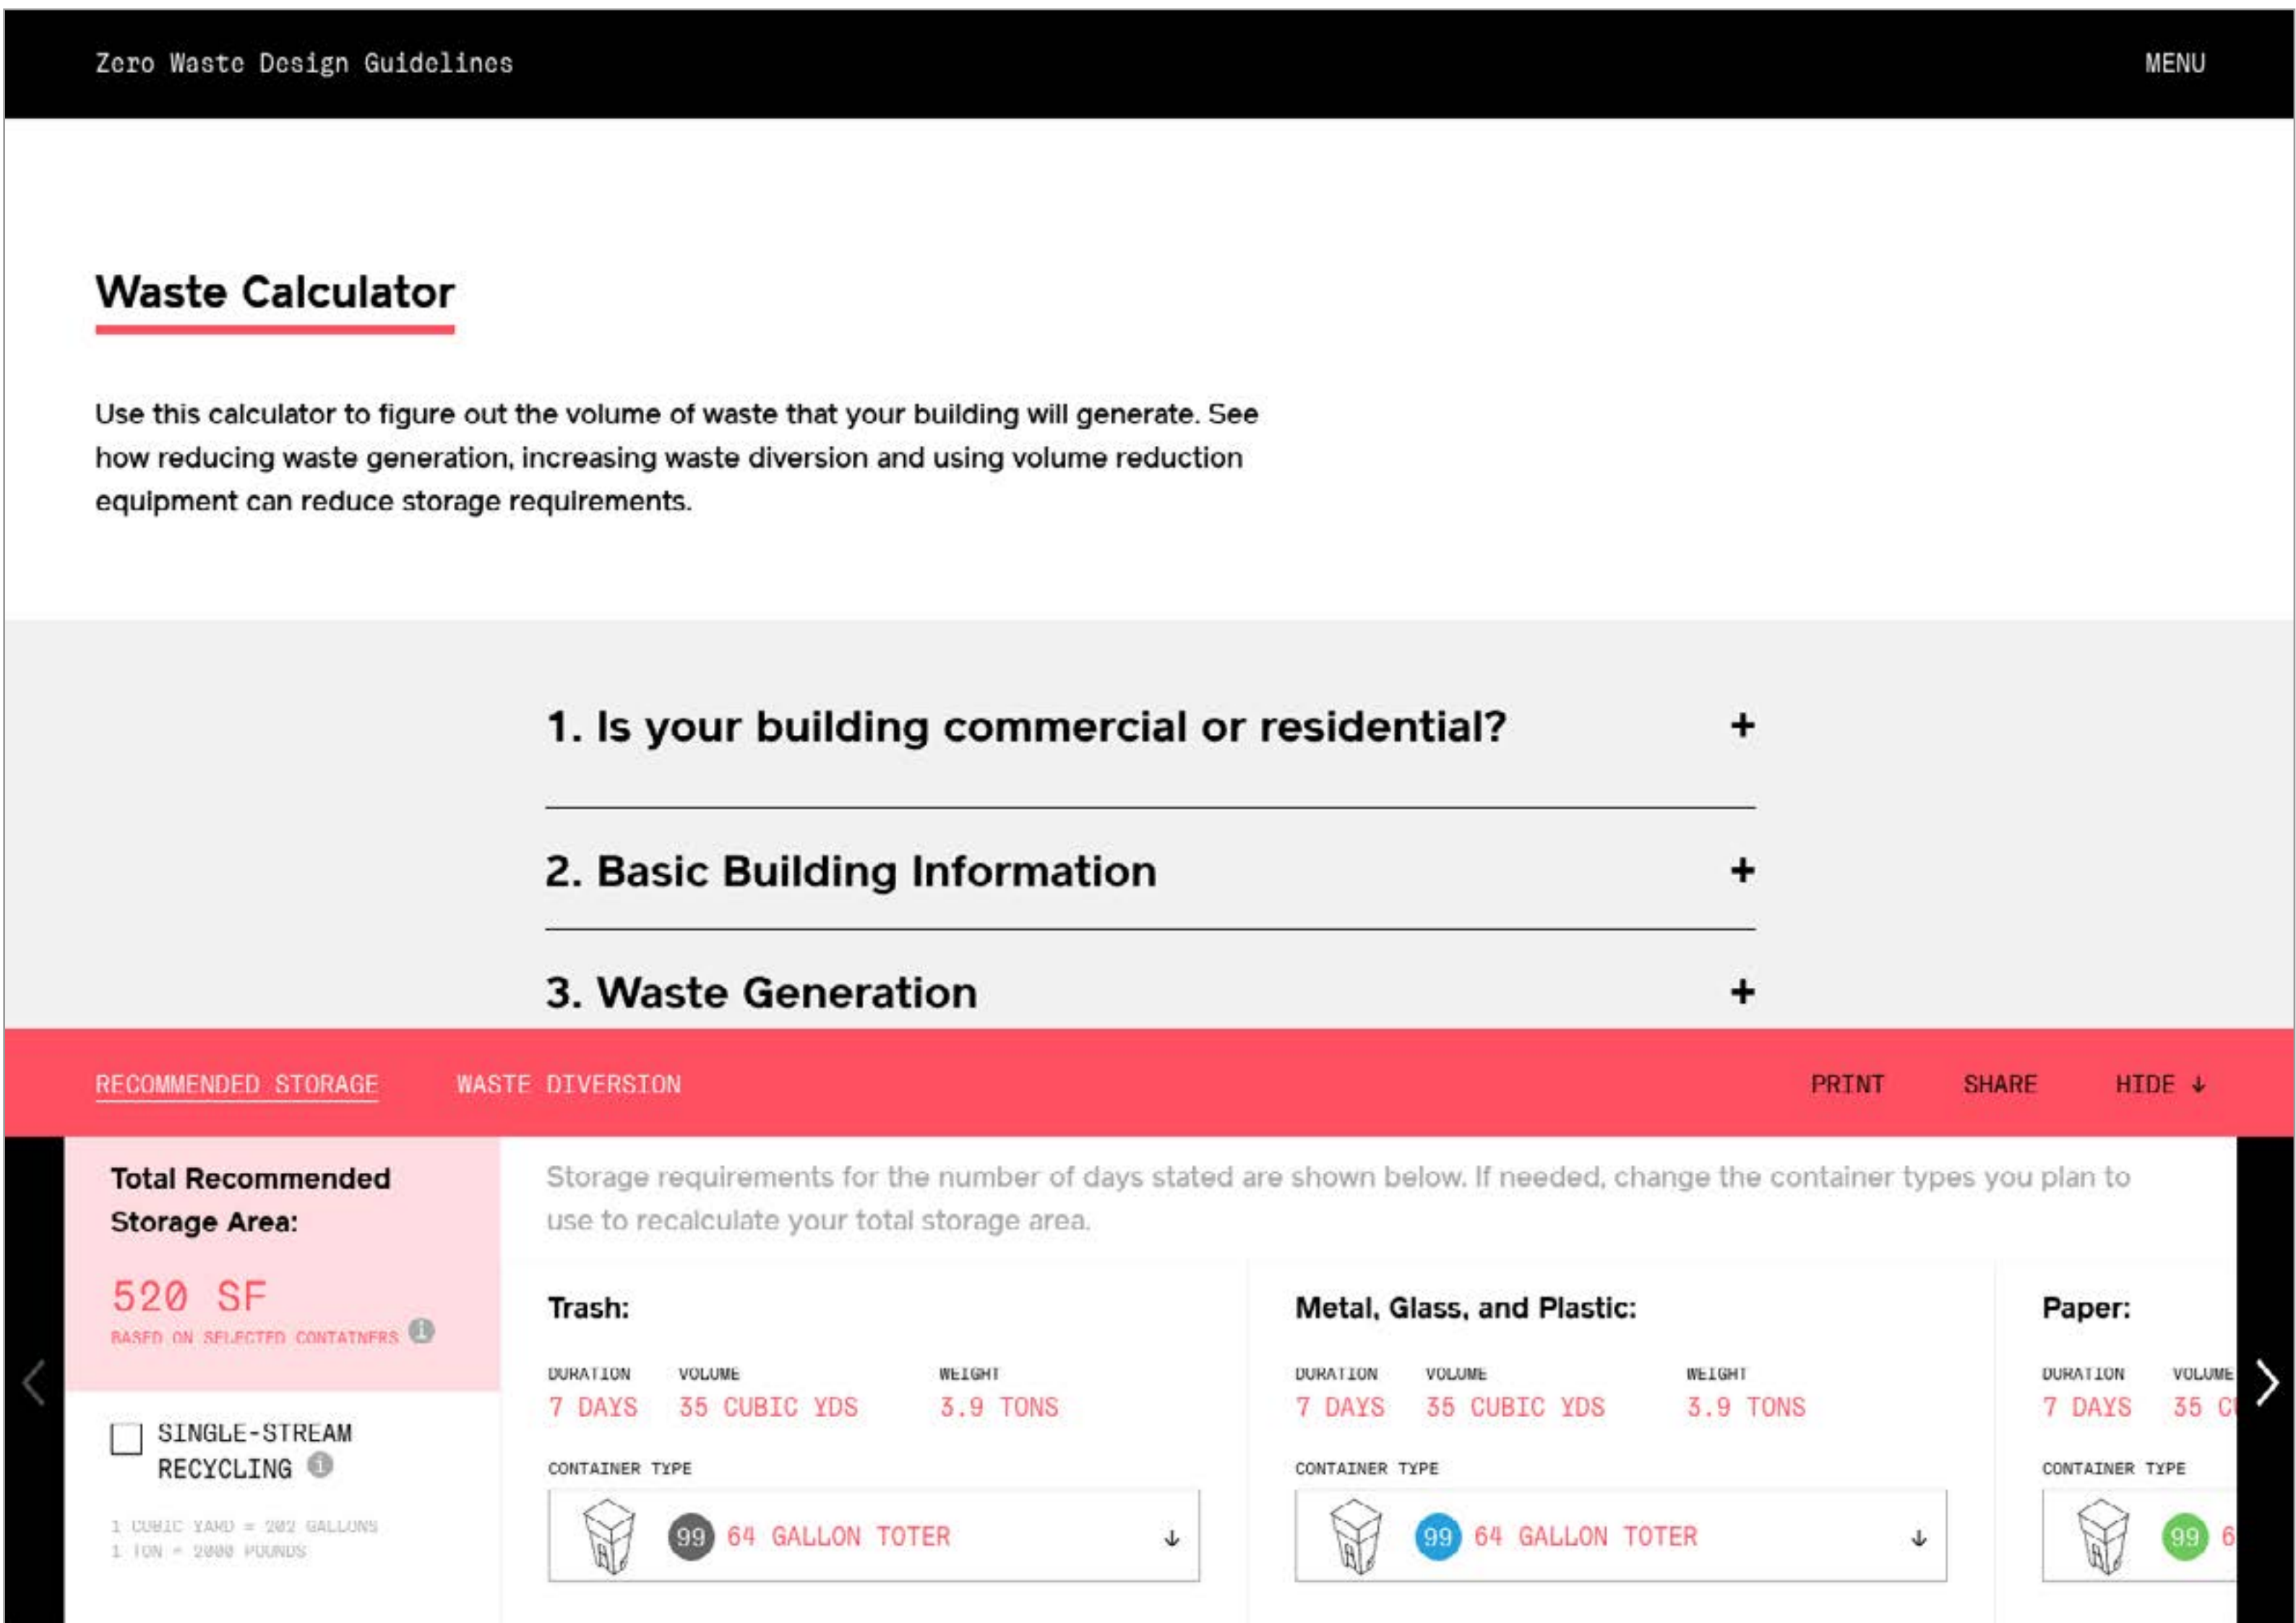 Zero Waste Design Guidelines
MENU
Waste Calculator
Use this calculator to figure out the volume of waste that your building will generate. See
how reducing waste generation, increasing waste diversion and using volume reduction
equipment can reduce storage requirements.
1. Is your building commercial or residential? +
2. Basic Building Information +
3. Waste Generation +
RECOMMENDED STORAGE
WASTE DIVERSION
PRINT
SHARE
HIDE ↓
Total Recommended
Storage Area:
520 SF
BASED ON SELECTED CONTAINERS i
SINGLE-STREAM
RECYCLING i
1 CUBIC YARD = 202 GALLONS
1 TON = 2000 POUNDS
Storage requirements for the number of days stated are shown below. If needed, change the container types you plan to
use to recalculate your total storage area.
Trash:
DURATION VOLUME WEIGHT
7 DAYS 35 CUBIC YDS 3.9 TONS
CONTAINER TYPE
99 64 GALLON TOTER ↓
Metal, Glass, and Plastic:
DURATION VOLUME WEIGHT
7 DAYS 35 CUBIC YDS 3.9 TONS
CONTAINER TYPE
99 64 GALLON TOTER ↓
Paper:
DURATION VOLUME
7 DAYS 35
CONTAINER TYPE
99 6